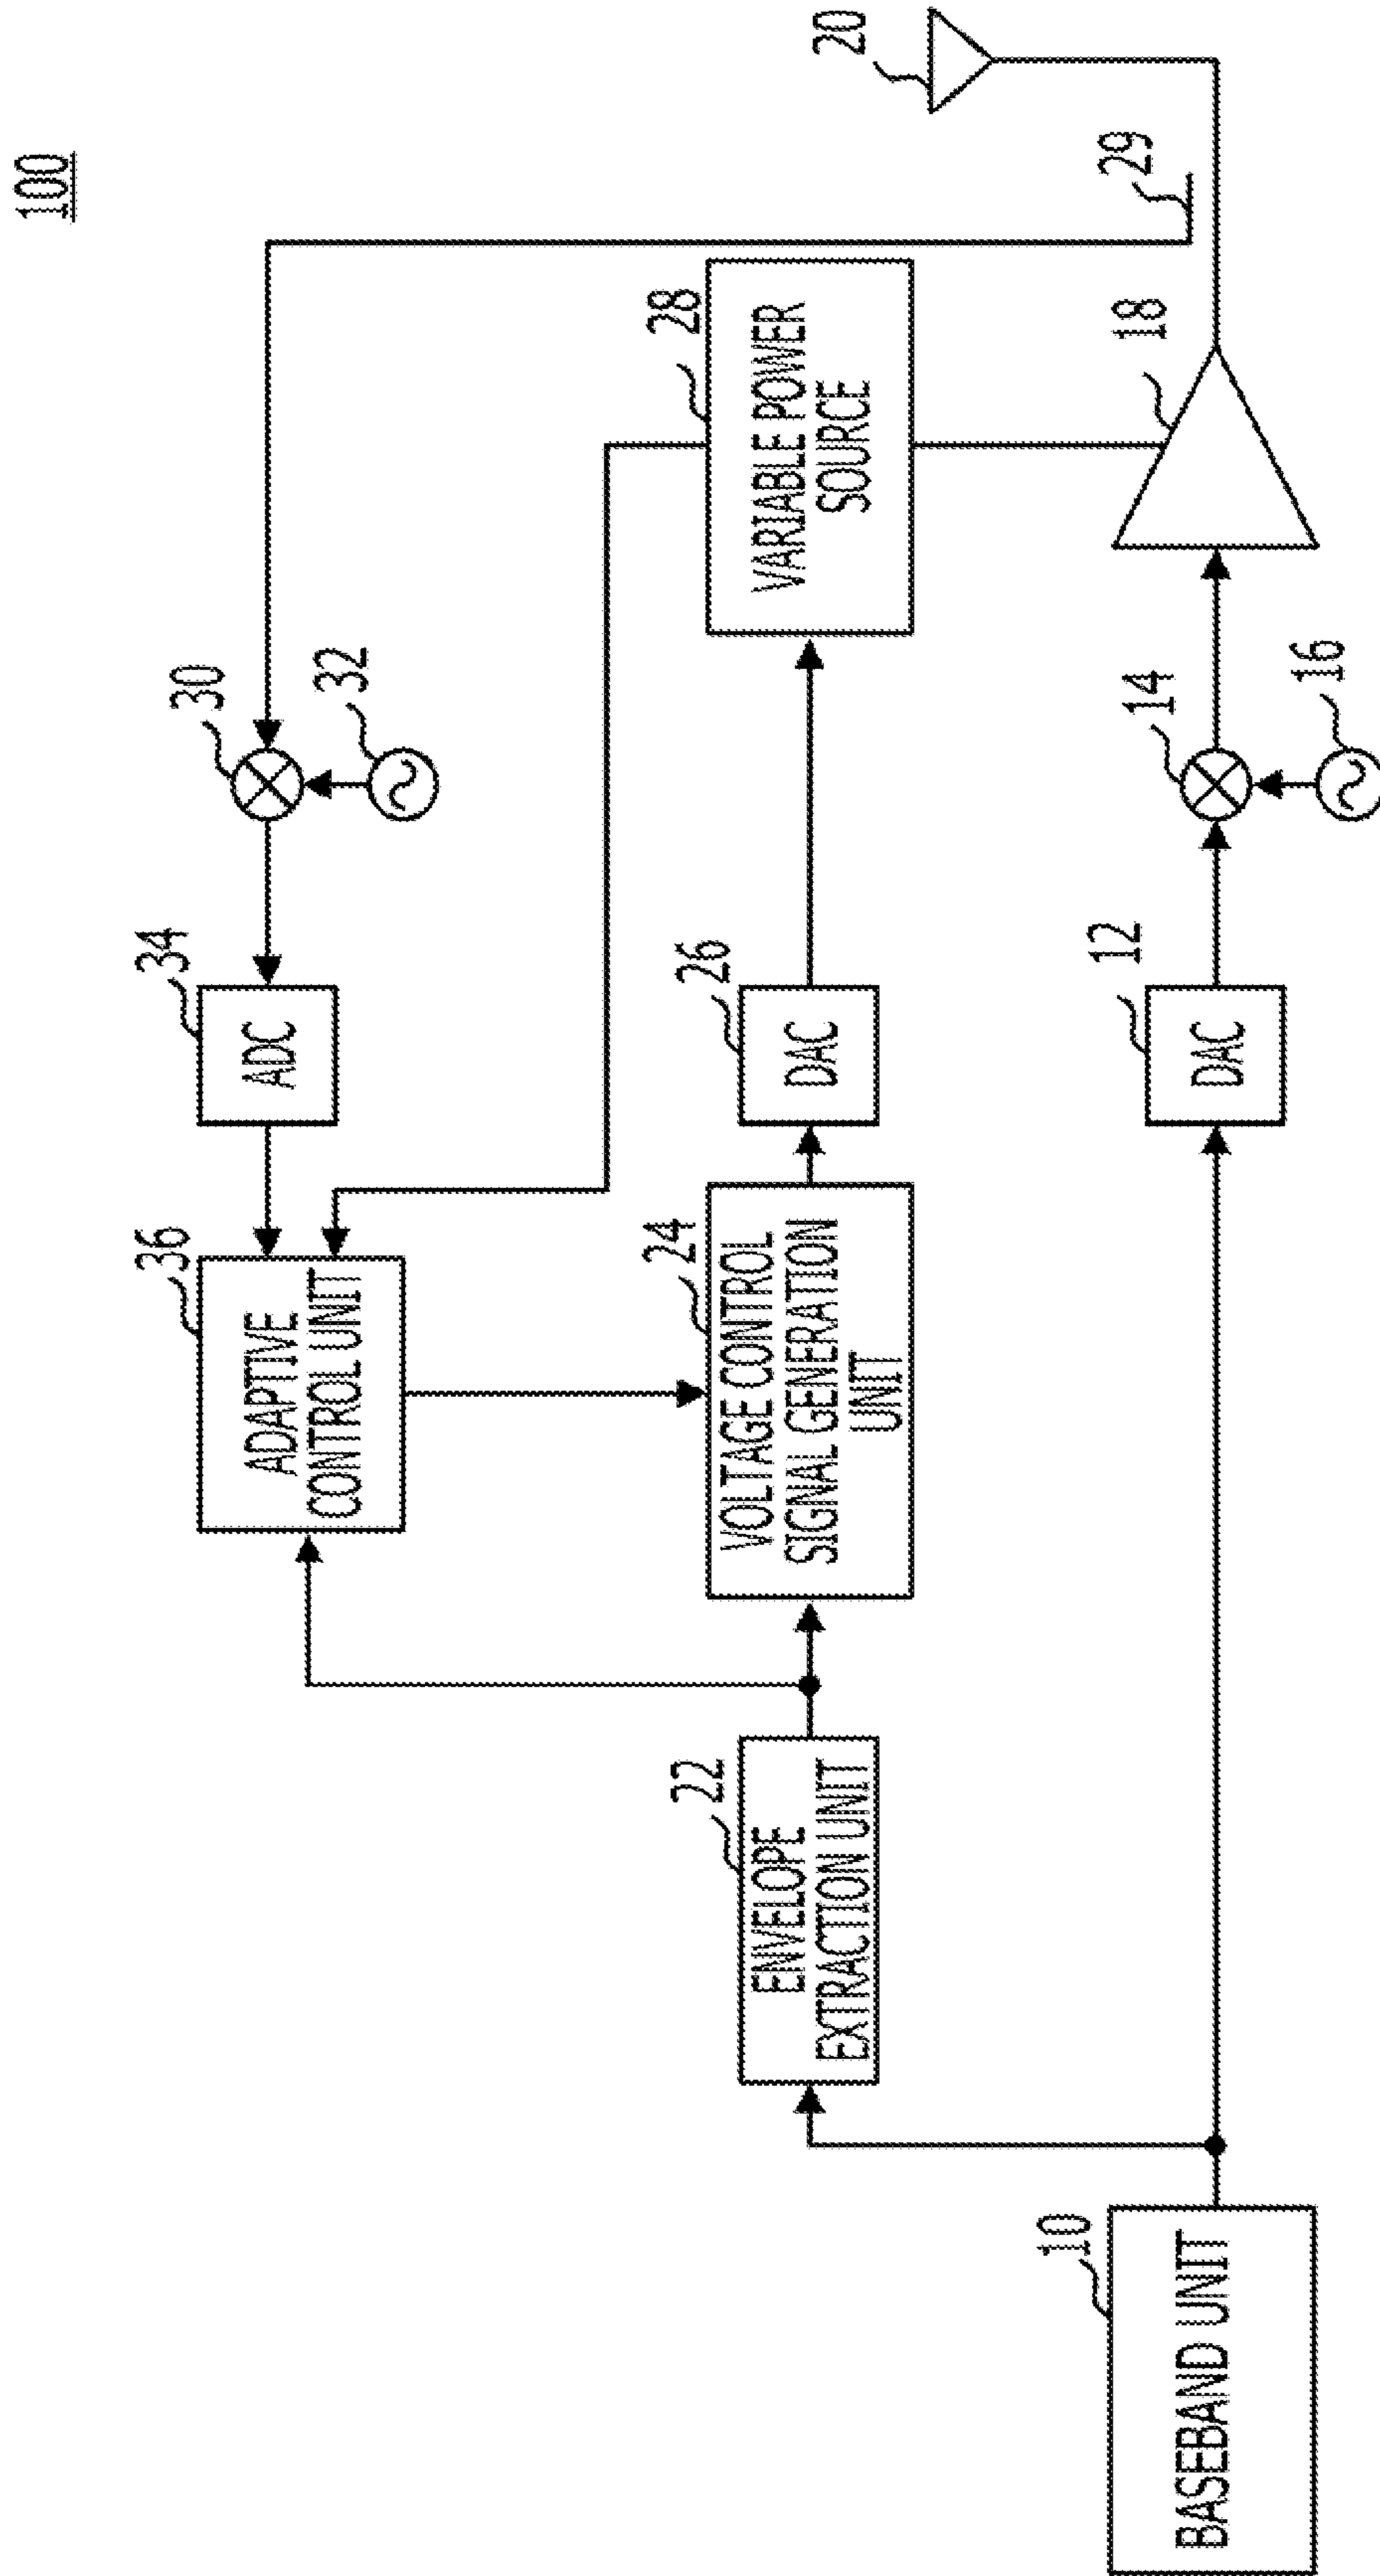 100
20
29
30
32
28
VARIABLE POWER
SOURCE
18
34
ADC
14
16
36
ADAPTIVE
CONTROL UNIT
26
DAC
12
DAC
24
VOLTAGE CONTROL
SIGNAL GENERATION
UNIT
22
ENVELOPE
EXTRACTION UNIT
10
BASEBAND UNIT